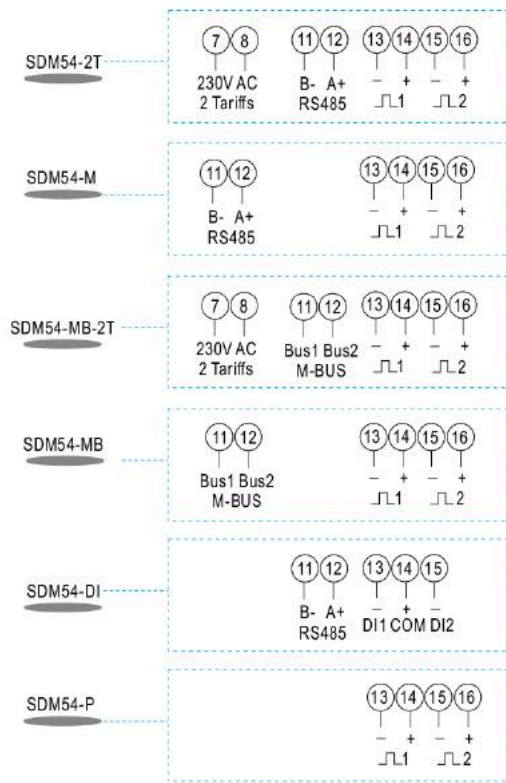 SDM54-2T
7 8 11 12 13 14 15 16
230V AC B- A+ – + – +
2 Tariffs RS485 1 2
SDM54-M
11 12 13 14 15 16
B- A+ – + – +
RS485 1 2
SDM54-MB-2T
7 8 11 12 13 14 15 16
230V AC Bus1 Bus2 – + – +
2 Tariffs M-BUS 1 2
SDM54-MB
11 12 13 14 15 16
Bus1 Bus2 – + – +
M-BUS 1 2
SDM54-DI
11 12 13 14 15
B- A+ – + –
RS485 DI1 COM DI2
SDM54-P
13 14 15 16
– + – +
1 2